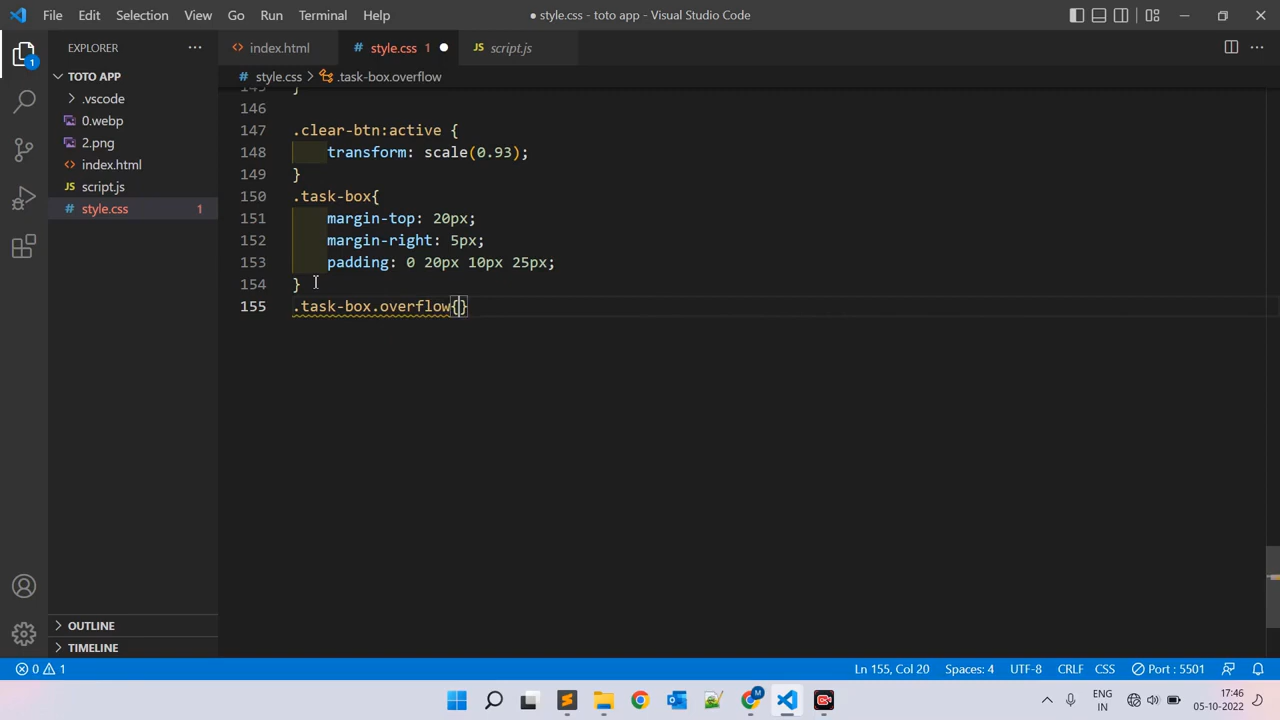 File Edit Selection View Go Run Terminal Help ● style.css - toto app - Visual Studio Code
EXPLORER ···
index.html
# style.css 1
JS script.js
TOTO APP
# style.css > .task-box.overflow
.vscode
0.webp
2.png
index.html
JS script.js
# style.css 1
146
147 .clear-btn:active {
148 transform: scale(0.93);
149 }
150 .task-box{
151 margin-top: 20px;
152 margin-right: 5px;
153 padding: 0 20px 10px 25px;
154 }
155 .task-box.overflow{}
1
OUTLINE
TIMELINE
0 1 Ln 155, Col 20 Spaces: 4 UTF-8 CRLF CSS Port : 5501
ENG
IN
17:46
05-10-2022
M